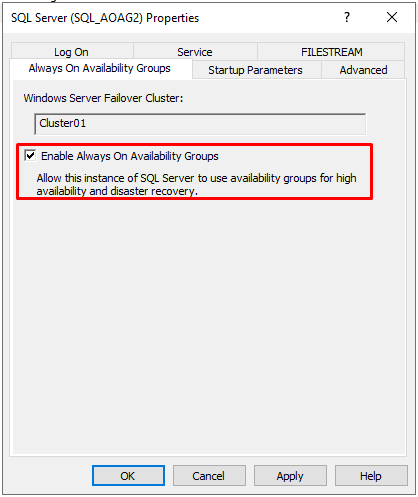 SQL Server (SQL_AOAG2) Properties
?
Log On
Service
FILESTREAM
Always On Availability Groups
Startup Parameters
Advanced
Windows Server Failover Cluster:
Cluster01
Enable Always On Availability Groups
Allow this instance of SQL Server to use availability groups for high
availability and disaster recovery.
OK
Cancel
Apply
Help